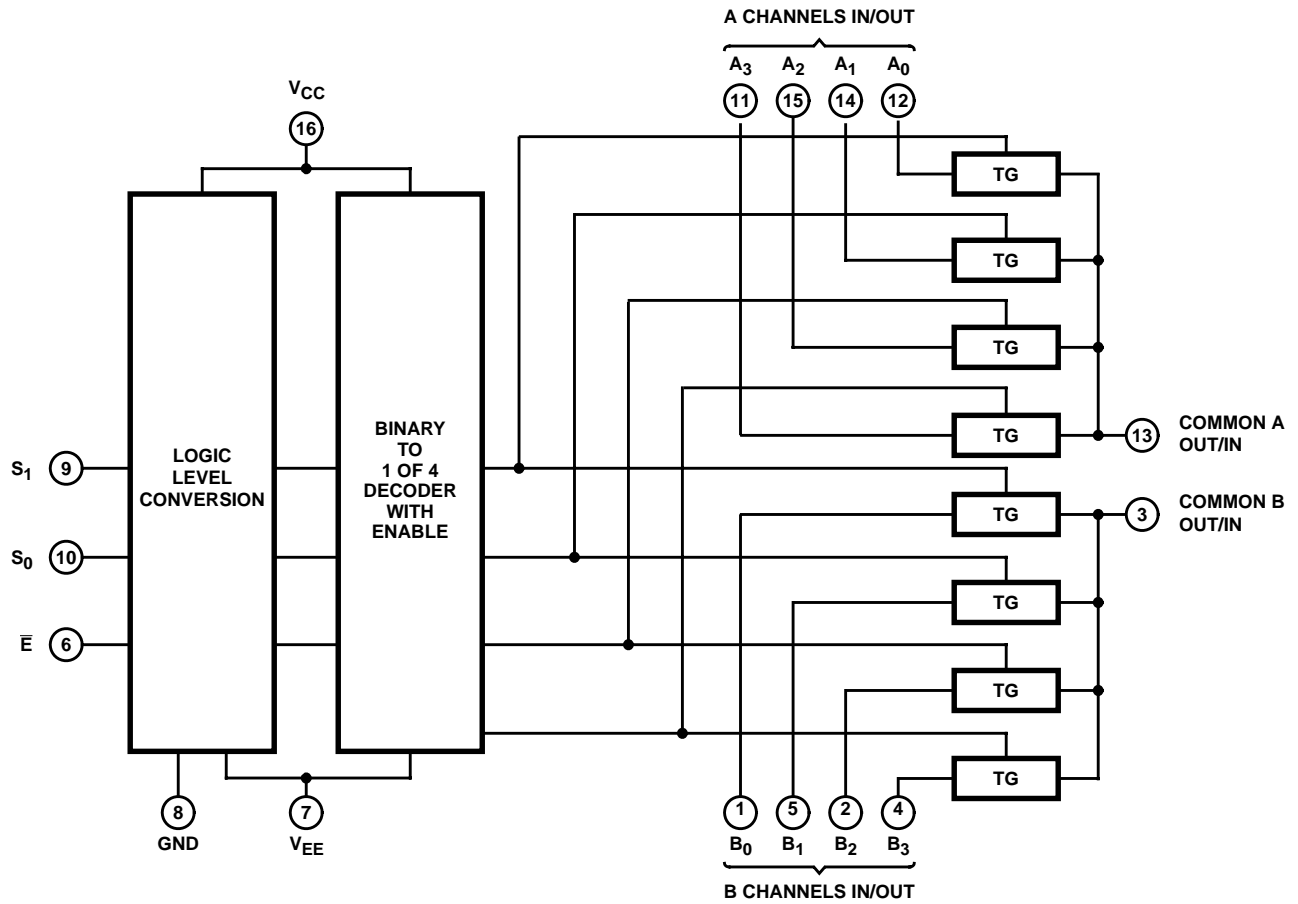 A CHANNELS IN/OUT
A3 A2 A1 A0
11 15 14 12
VCC
16
TG
TG
TG
TG
13 COMMON A
OUT/IN
LOGIC
LEVEL
CONVERSION
BINARY
TO
1 OF 4
DECODER
WITH
ENABLE
S1 9
S0 10
E̅ 6
TG
3 COMMON B
OUT/IN
TG
TG
TG
8
GND
7
VEE
1 5 2 4
B0 B1 B2 B3
B CHANNELS IN/OUT